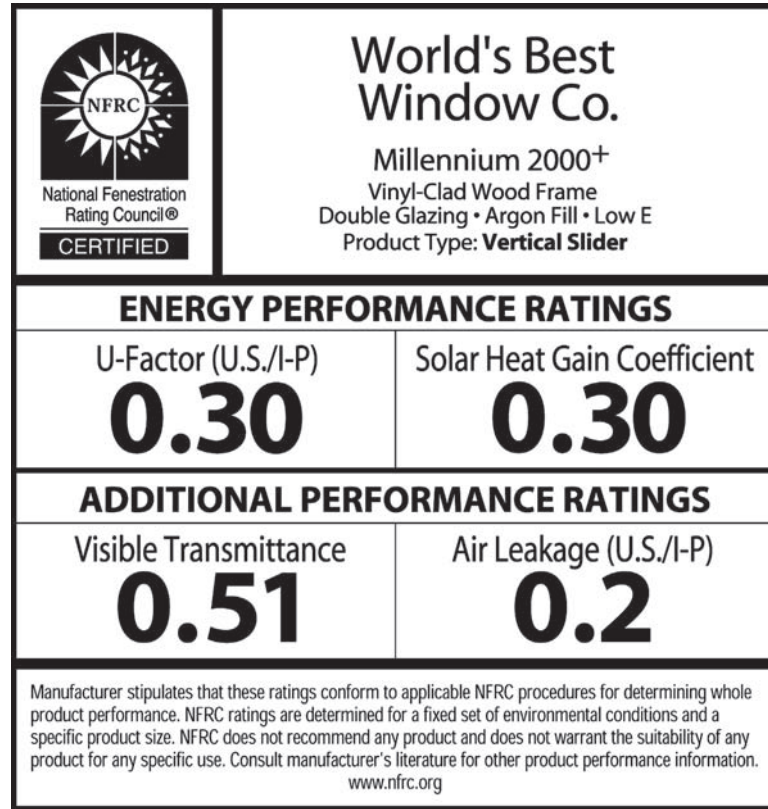 NFRC
National Fenestration
Rating Council®
CERTIFIED
World's Best
Window Co.
Millennium 2000+
Vinyl-Clad Wood Frame
Double Glazing • Argon Fill • Low E
Product Type: Vertical Slider
ENERGY PERFORMANCE RATINGS
U-Factor (U.S./I-P)
0.30
Solar Heat Gain Coefficient
0.30
ADDITIONAL PERFORMANCE RATINGS
Visible Transmittance
0.51
Air Leakage (U.S./I-P)
0.2
Manufacturer stipulates that these ratings conform to applicable NFRC procedures for determining whole
product performance. NFRC ratings are determined for a fixed set of environmental conditions and a
specific product size. NFRC does not recommend any product and does not warrant the suitability of any
product for any specific use. Consult manufacturer's literature for other product performance information.
www.nfrc.org